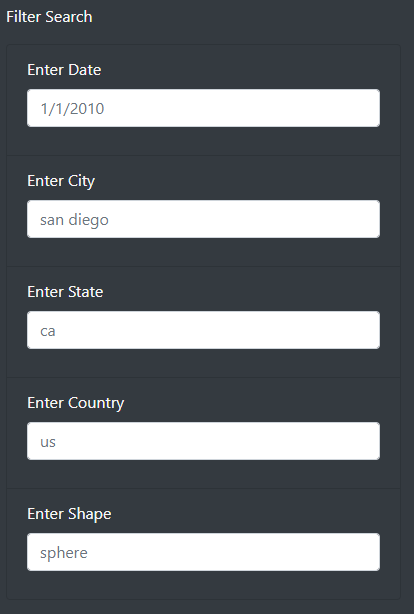 Filter Search
Enter Date
1/1/2010
Enter City
san diego
Enter State
ca
Enter Country
us
Enter Shape
sphere